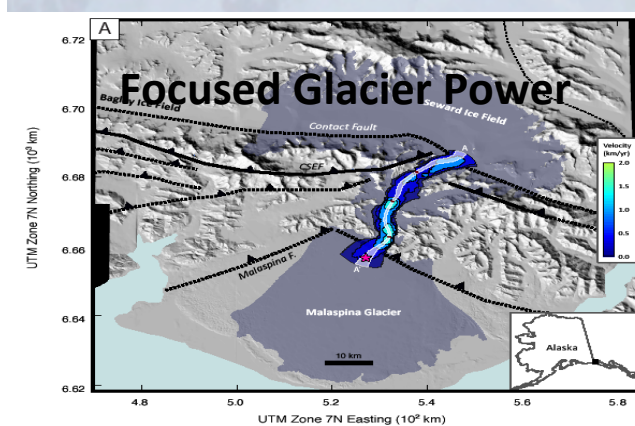 A
Focused Glacier Power
Bagley Ice Field
Seward Ice Field
Contact Fault
CSEF
A
Velocity
(km/yr)
2.0
1.5
1.0
0.5
0.0
Malaspina F.
A'
Malaspina Glacier
10 km
Alaska
6.72
6.70
6.68
6.66
6.64
6.62
UTM Zone 7N Northing (10³ km)
4.8
5.0
5.2
5.4
5.6
5.8
UTM Zone 7N Easting (10² km)